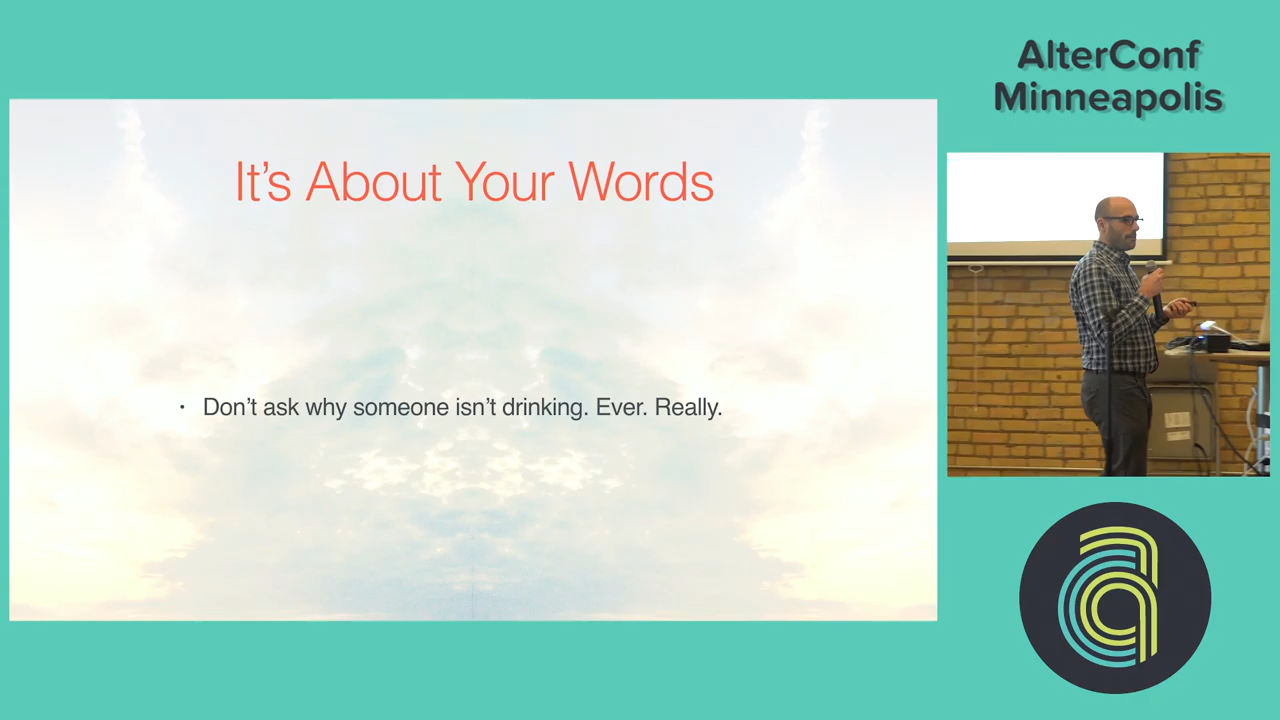 AlterConf
Minneapolis
It’s About Your Words
· Don’t ask why someone isn’t drinking. Ever. Really.